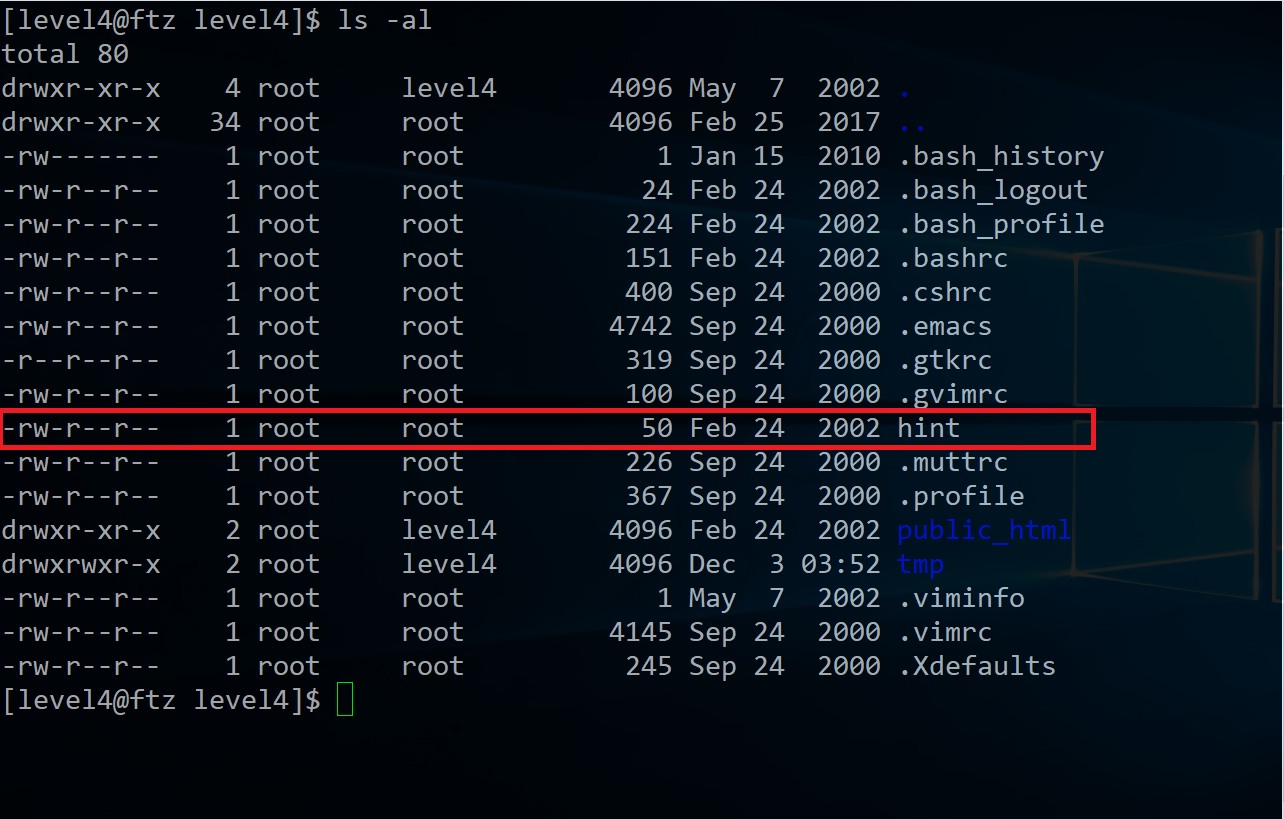 [level4@ftz level4]$ ls -al
total 80
drwxr-xr-x    4 root     level4       4096 May  7  2002 .
drwxr-xr-x   34 root     root         4096 Feb 25  2017 ..
-rw-------    1 root     root            1 Jan 15  2010 .bash_history
-rw-r--r--    1 root     root           24 Feb 24  2002 .bash_logout
-rw-r--r--    1 root     root          224 Feb 24  2002 .bash_profile
-rw-r--r--    1 root     root          151 Feb 24  2002 .bashrc
-rw-r--r--    1 root     root          400 Sep 24  2000 .cshrc
-rw-r--r--    1 root     root         4742 Sep 24  2000 .emacs
-r--r--r--    1 root     root          319 Sep 24  2000 .gtkrc
-rw-r--r--    1 root     root          100 Sep 24  2000 .gvimrc
-rw-r--r--    1 root     root           50 Feb 24  2002 hint
-rw-r--r--    1 root     root          226 Sep 24  2000 .muttrc
-rw-r--r--    1 root     root          367 Sep 24  2000 .profile
drwxr-xr-x    2 root     level4       4096 Feb 24  2002 public_html
drwxrwxr-x    2 root     level4       4096 Dec  3 03:52 tmp
-rw-r--r--    1 root     root            1 May  7  2002 .viminfo
-rw-r--r--    1 root     root         4145 Sep 24  2000 .vimrc
-rw-r--r--    1 root     root          245 Sep 24  2000 .Xdefaults
[level4@ftz level4]$